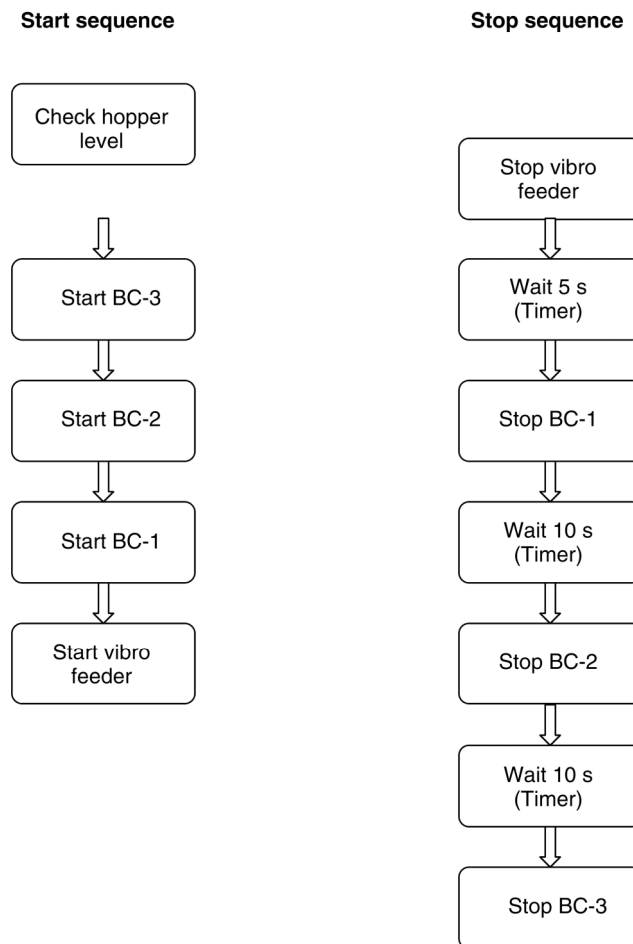 Start sequence
Check hopper
level
Start BC-3
Start BC-2
Start BC-1
Start vibro
feeder
Stop sequence
Stop vibro
feeder
Wait 5 s
(Timer)
Stop BC-1
Wait 10 s
(Timer)
Stop BC-2
Wait 10 s
(Timer)
Stop BC-3